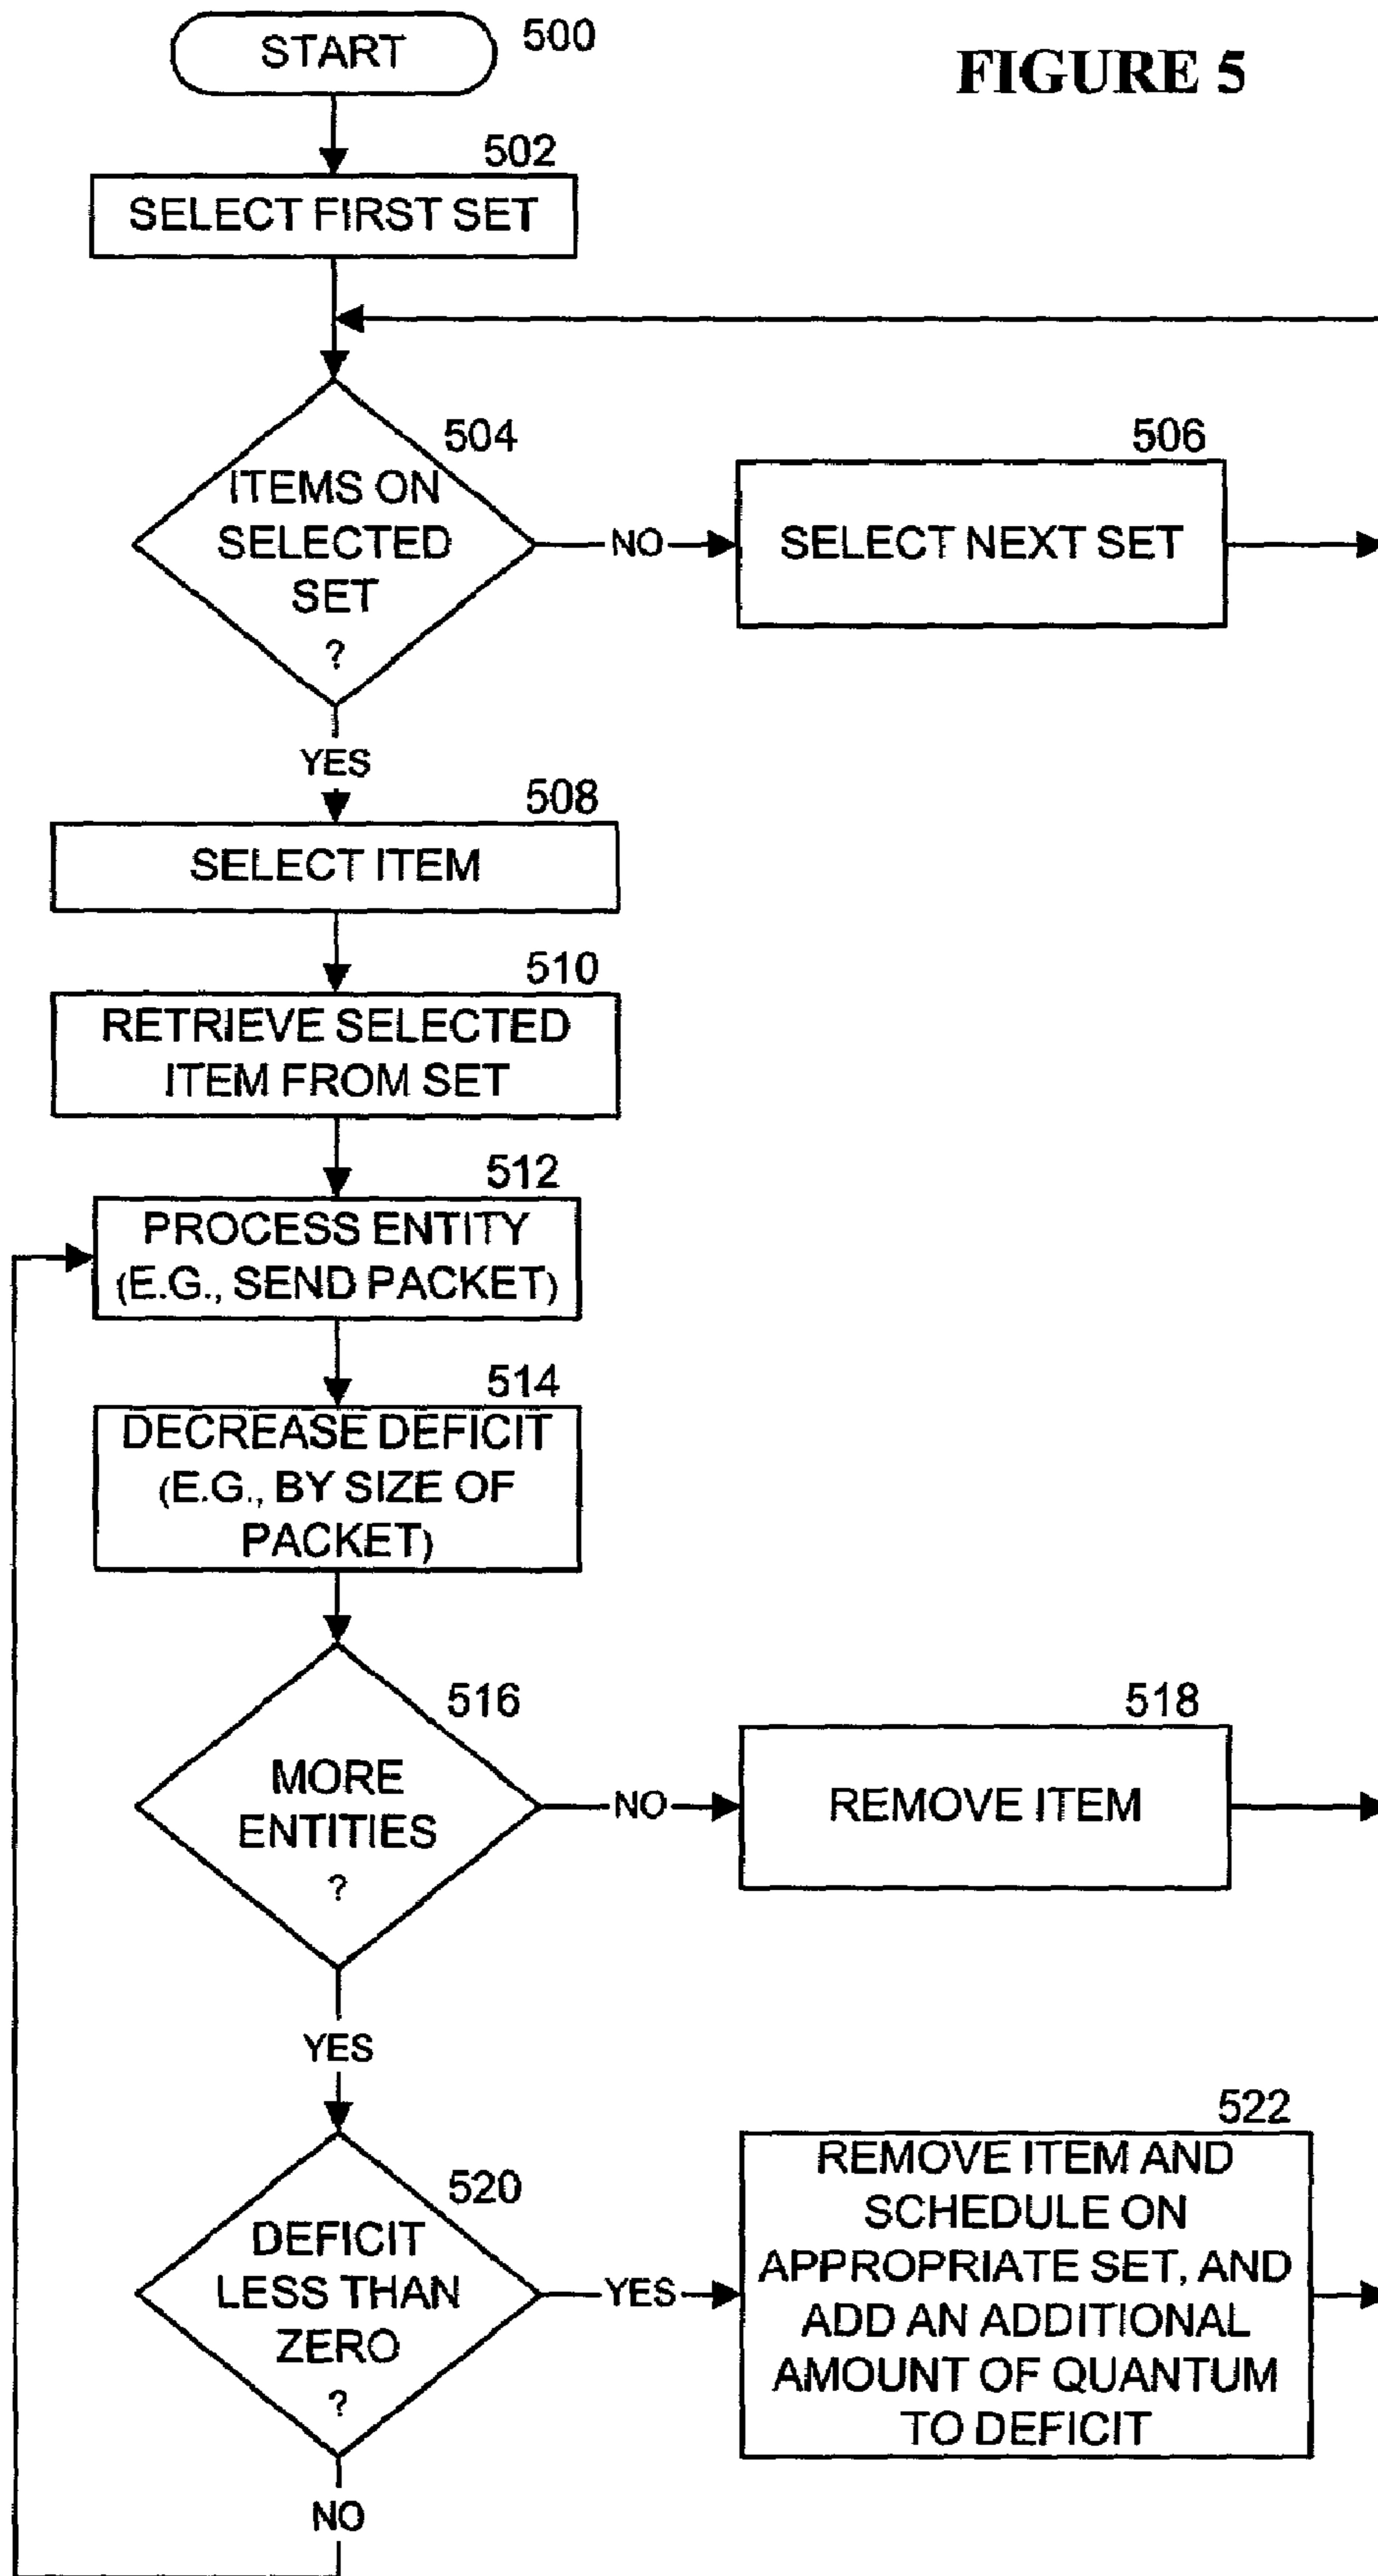 START 500
FIGURE 5
502
SELECT FIRST SET
504
ITEMS ON
SELECTED
SET
?
NO
506
SELECT NEXT SET
YES
508
SELECT ITEM
510
RETRIEVE SELECTED
ITEM FROM SET
512
PROCESS ENTITY
(E.G., SEND PACKET)
514
DECREASE DEFICIT
(E.G., BY SIZE OF
PACKET)
516
MORE
ENTITIES
?
NO
518
REMOVE ITEM
YES
520
DEFICIT
LESS THAN
ZERO
?
YES
522
REMOVE ITEM AND
SCHEDULE ON
APPROPRIATE SET, AND
ADD AN ADDITIONAL
AMOUNT OF QUANTUM
TO DEFICIT
NO